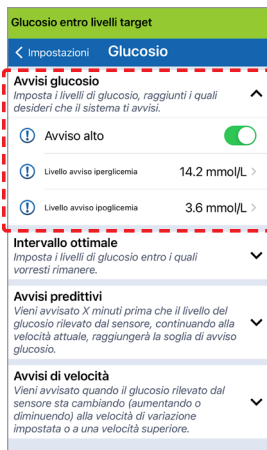 Glucosio entro livelli target
Impostazioni Glucosio
Avvisi glucosio
Imposta i livelli di glucosio, raggiunti i quali
desideri che il sistema ti avvisi.
Avviso alto
Livello avviso iperglicemia 14.2 mmol/L
Livello avviso ipoglicemia 3.6 mmol/L
Intervallo ottimale
Imposta i livelli di glucosio entro i quali
vorresti rimanere.
Avvisi predittivi
Vieni avvisato X minuti prima che il livello del
glucosio rilevato dal sensore, continuando alla
velocità attuale, raggiungerà la soglia di avviso
glucosio.
Avvisi di velocità
Vieni avvisato quando il glucosio rilevato dal
sensore sta cambiando (aumentando o
diminuendo) alla velocità di variazione
impostata o a una velocità superiore.